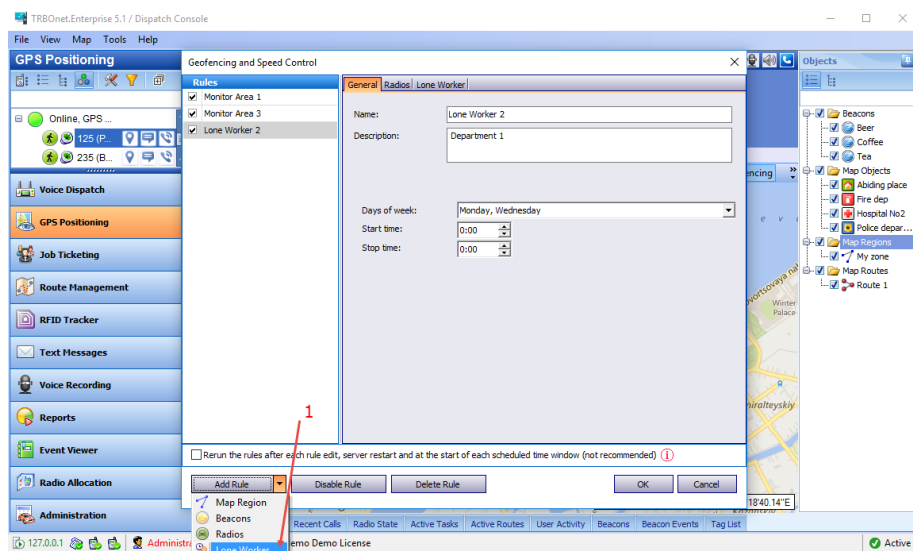 TRBOnet.Enterprise 5.1 / Dispatch Console
File View Map Tools Help
GPS Positioning
Online, GPS ...
125 (P...
235 (B...
Voice Dispatch
GPS Positioning
Job Ticketing
Route Management
RFID Tracker
Text Messages
Voice Recording
Reports
Event Viewer
Radio Allocation
Administration
Geofencing and Speed Control
Rules
Monitor Area 1
Monitor Area 3
Lone Worker 2
General Radios Lone Worker
Name: Lone Worker 2
Description: Department 1
Days of week: Monday, Wednesday
Start time: 0:00
Stop time: 0:00
1
Rerun the rules after each rule edit, server restart and at the start of each scheduled time window (not recommended) i
Add Rule Disable Rule Delete Rule OK Cancel
Map Region
Beacons
Radios
Lone Worker
encing
e v
ovortsovaya nab
Winter
Palace
miralteyskiy
18'40.14"E
Recent Calls Radio State Active Tasks Active Routes User Activity Beacons Beacon Events Tag List
127.0.0.1 Administra emo Demo License Active
Objects
Beacons
Beer
Coffee
Tea
Map Objects
Abiding place
Fire dep
Hospital No2
Police depar...
Map Regions
My zone
Map Routes
Route 1